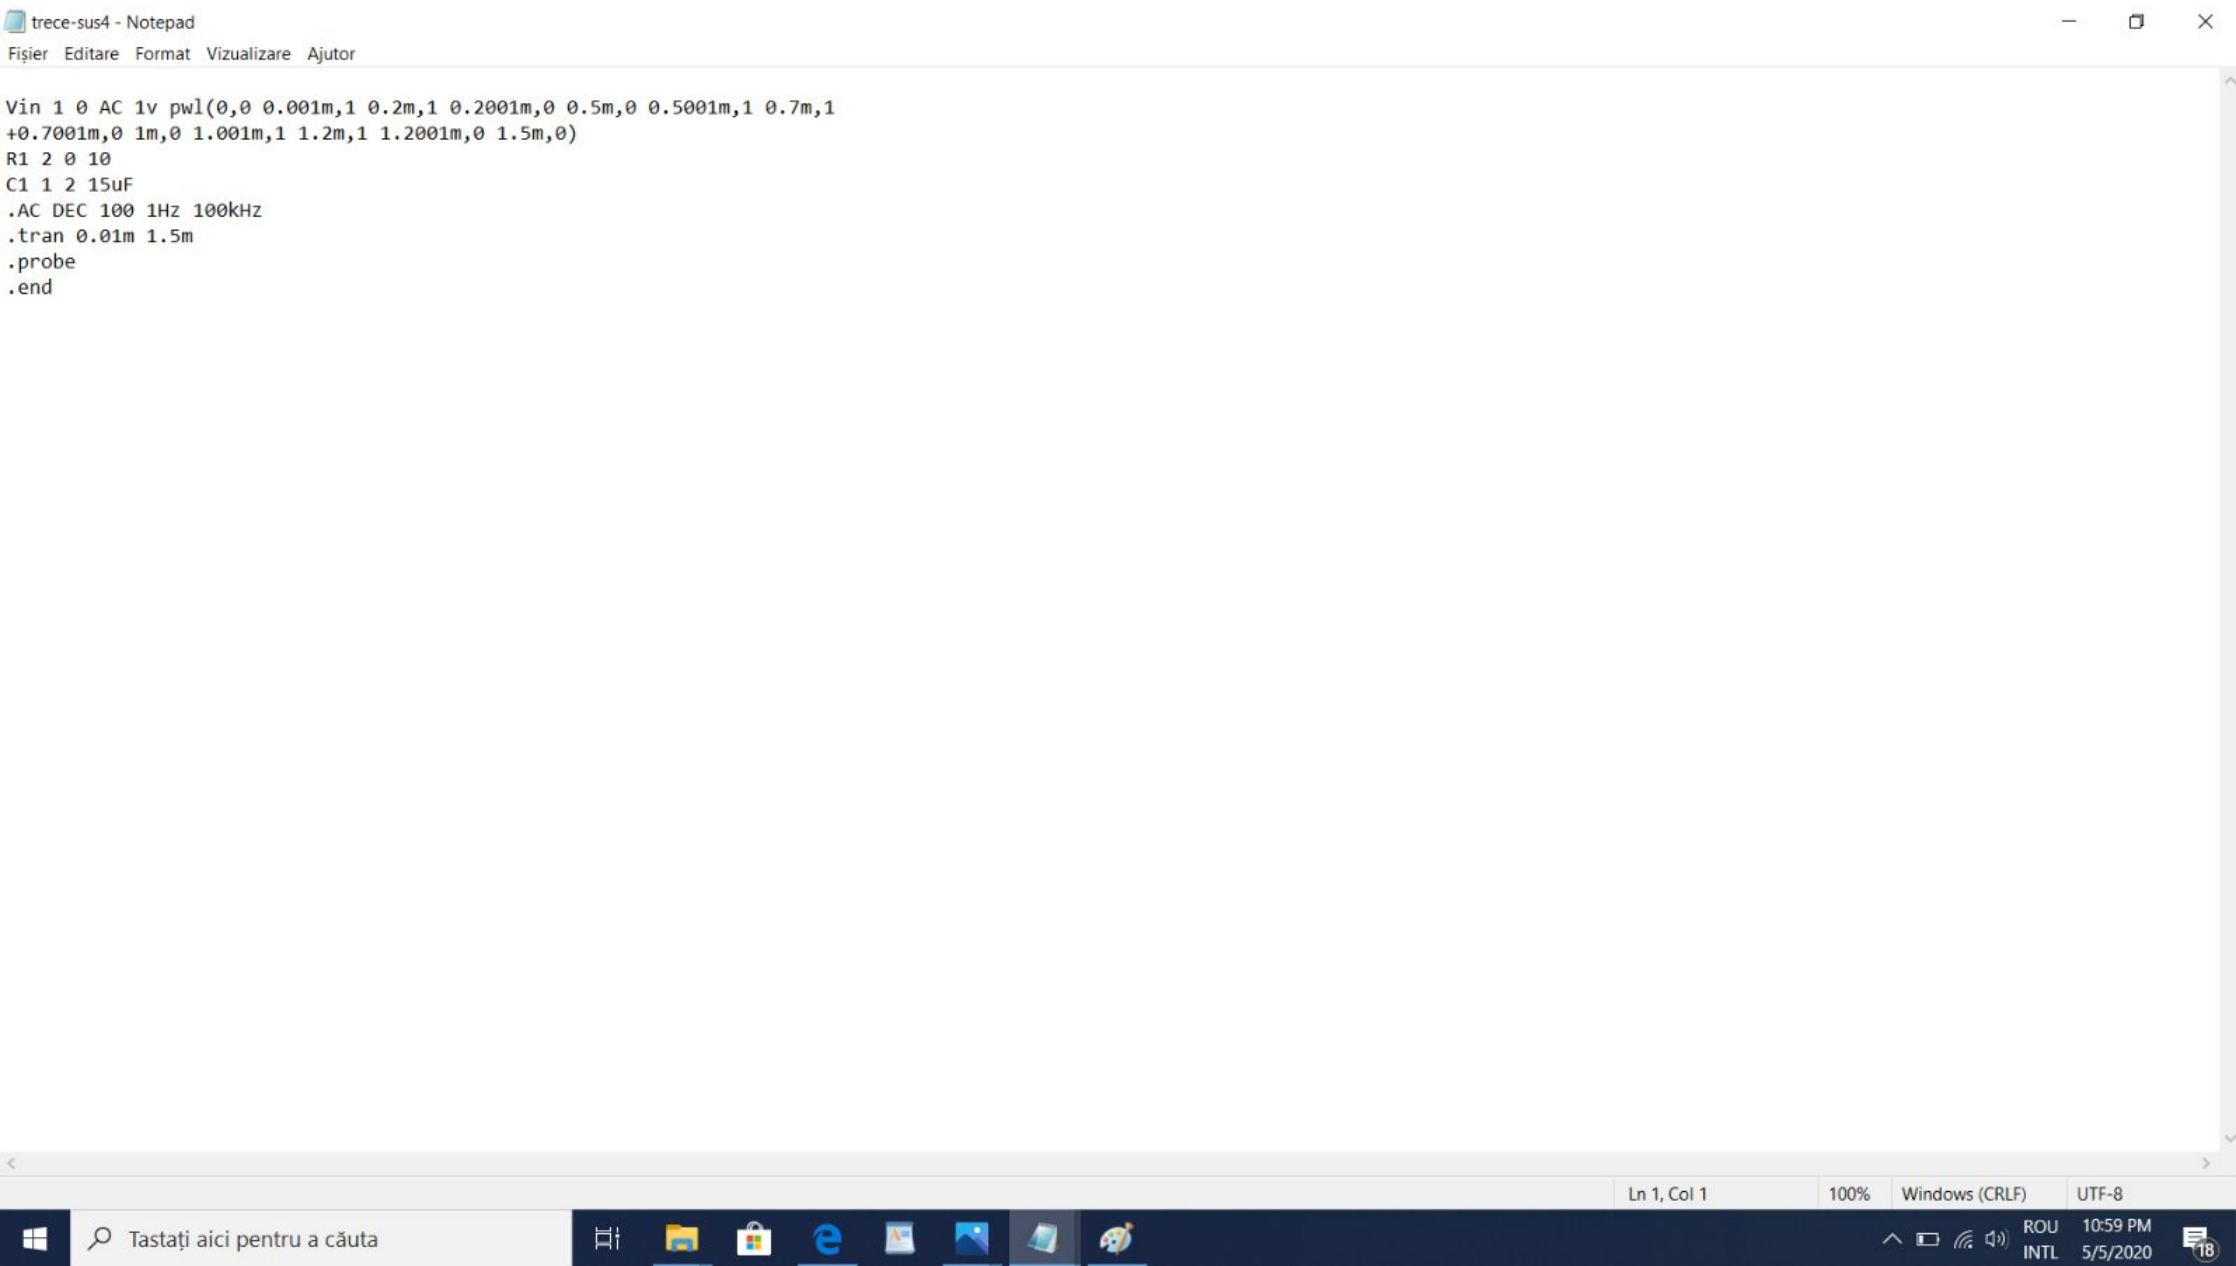 trece-sus4 - Notepad
Fișier Editare Format Vizualizare Ajutor
Vin 1 0 AC 1v pwl(0,0 0.001m,1 0.2m,1 0.2001m,0 0.5m,0 0.5001m,1 0.7m,1
+0.7001m,0 1m,0 1.001m,1 1.2m,1 1.2001m,0 1.5m,0)
R1 2 0 10
C1 1 2 15uF
.AC DEC 100 1Hz 100kHz
.tran 0.01m 1.5m
.probe
.end
Ln 1, Col 1 100% Windows (CRLF) UTF-8
Tastați aici pentru a căuta
ROU 10:59 PM
INTL 5/5/2020
18